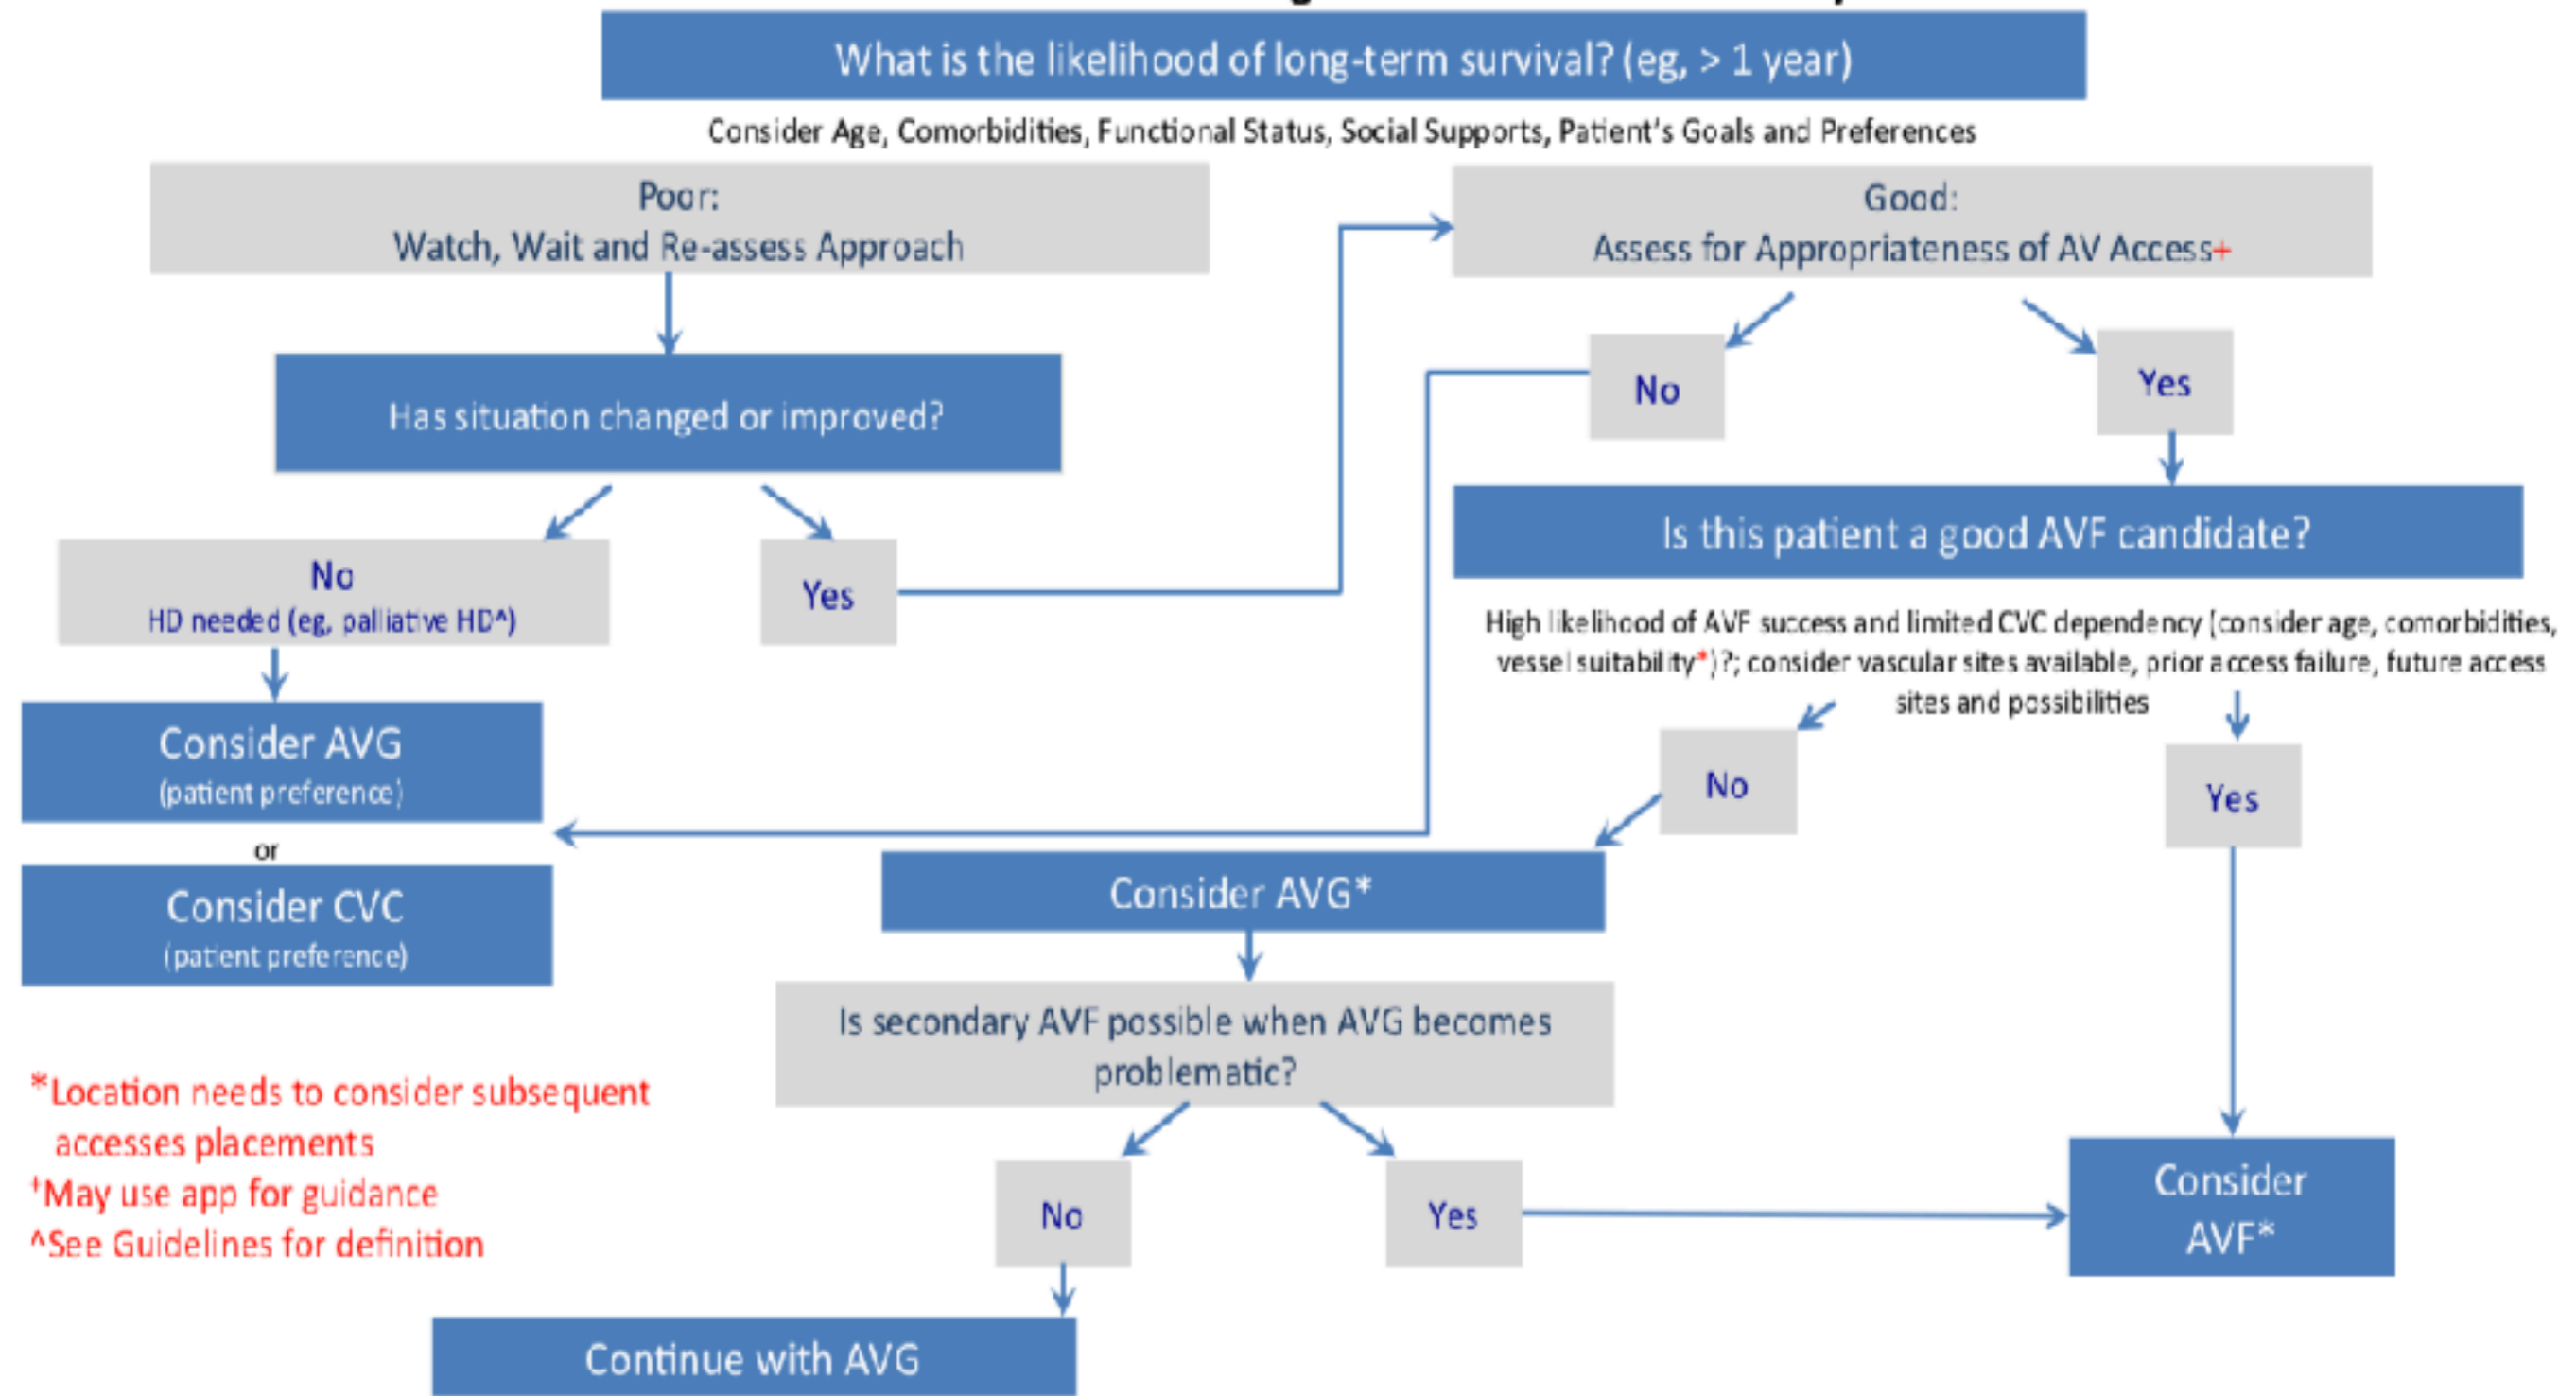 What is the likelihood of long-term survival? (eg, > 1 year)
Consider Age, Comorbidities, Functional Status, Social Supports, Patient's Goals and Preferences
Poor:
Watch, Wait and Re-assess Approach
Good:
Assess for Appropriateness of AV Access+
Has situation changed or improved?
No
Yes
No
HD needed (eg, palliative HD^)
Yes
Is this patient a good AVF candidate?
High likelihood of AVF success and limited CVC dependency (consider age, comorbidities,
vessel suitability*)?; consider vascular sites available, prior access failure, future access
sites and possibilities
Consider AVG
(patient preference)
or
Consider CVC
(patient preference)
No
Yes
Consider AVG*
Is secondary AVF possible when AVG becomes
problematic?
No
Yes
Consider
AVF*
Continue with AVG
*Location needs to consider subsequent
accesses placements
+May use app for guidance
^See Guidelines for definition